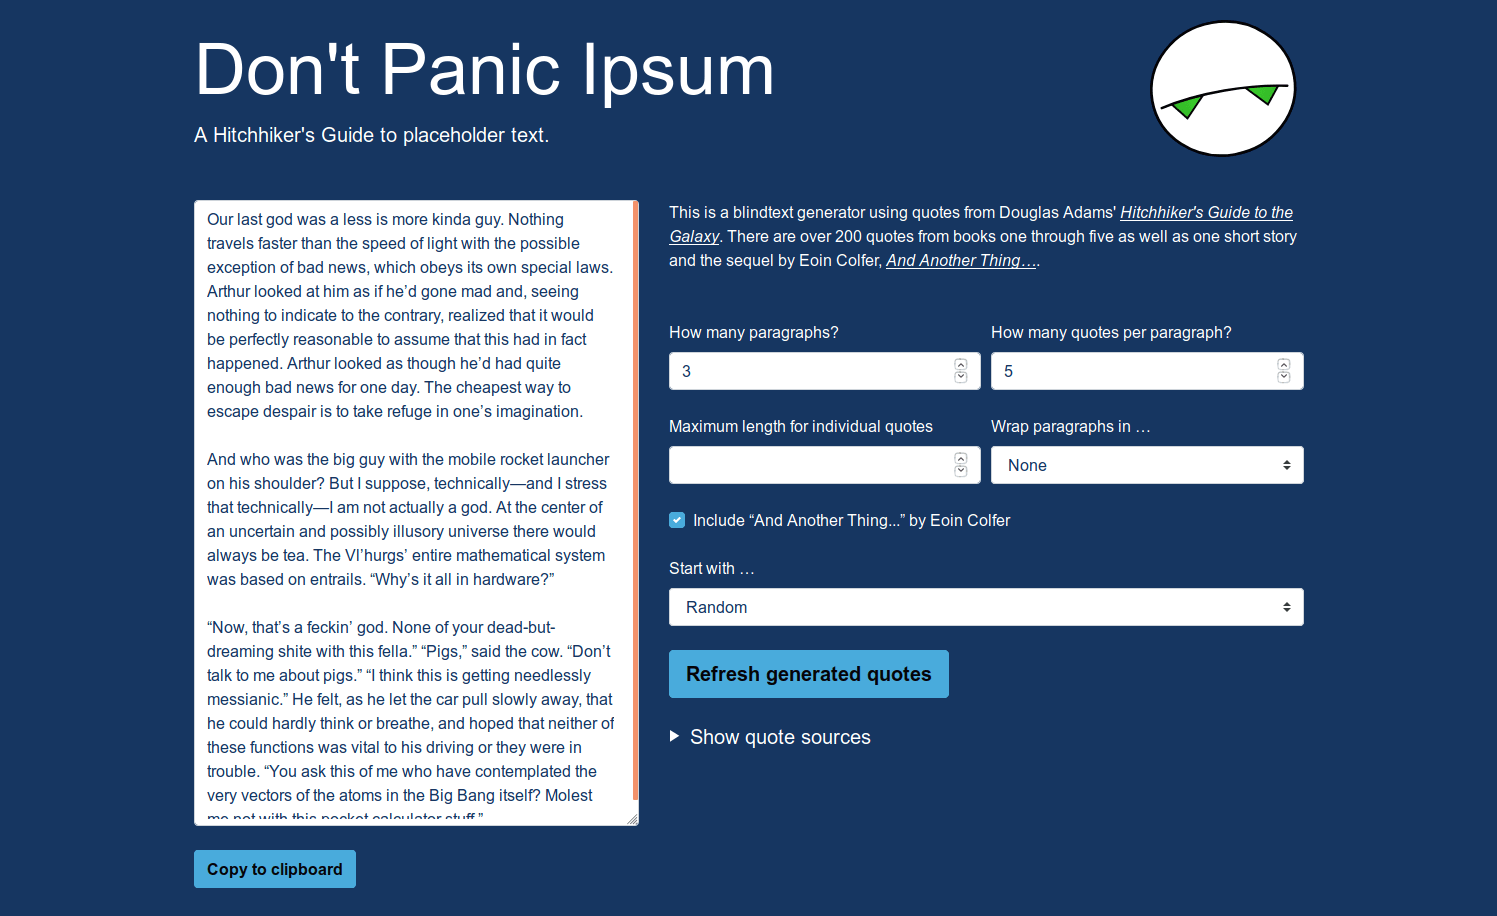 Don't Panic Ipsum
A Hitchhiker's Guide to placeholder text.
Our last god was a less is more kinda guy. Nothing
travels faster than the speed of light with the possible
exception of bad news, which obeys its own special laws.
Arthur looked at him as if he’d gone mad and, seeing
nothing to indicate to the contrary, realized that it would
be perfectly reasonable to assume that this had in fact
happened. Arthur looked as though he’d had quite
enough bad news for one day. The cheapest way to
escape despair is to take refuge in one’s imagination.
And who was the big guy with the mobile rocket launcher
on his shoulder? But I suppose, technically—and I stress
that technically—I am not actually a god. At the center of
an uncertain and possibly illusory universe there would
always be tea. The Vl’hurgs’ entire mathematical system
was based on entrails. “Why’s it all in hardware?”
“Now, that’s a feckin’ god. None of your dead-but-
dreaming shite with this fella.” “Pigs,” said the cow. “Don’t
talk to me about pigs.” “I think this is getting needlessly
messianic.” He felt, as he let the car pull slowly away, that
he could hardly think or breathe, and hoped that neither of
these functions was vital to his driving or they were in
trouble. “You ask this of me who have contemplated the
very vectors of the atoms in the Big Bang itself? Molest
me not with this pocket calculator stuff.”
Copy to clipboard
This is a blindtext generator using quotes from Douglas Adams' Hitchhiker's Guide to the
Galaxy. There are over 200 quotes from books one through five as well as one short story
and the sequel by Eoin Colfer, And Another Thing….
How many paragraphs?
3
How many quotes per paragraph?
5
Maximum length for individual quotes
Wrap paragraphs in …
None
Include “And Another Thing...” by Eoin Colfer
Start with …
Random
Refresh generated quotes
Show quote sources